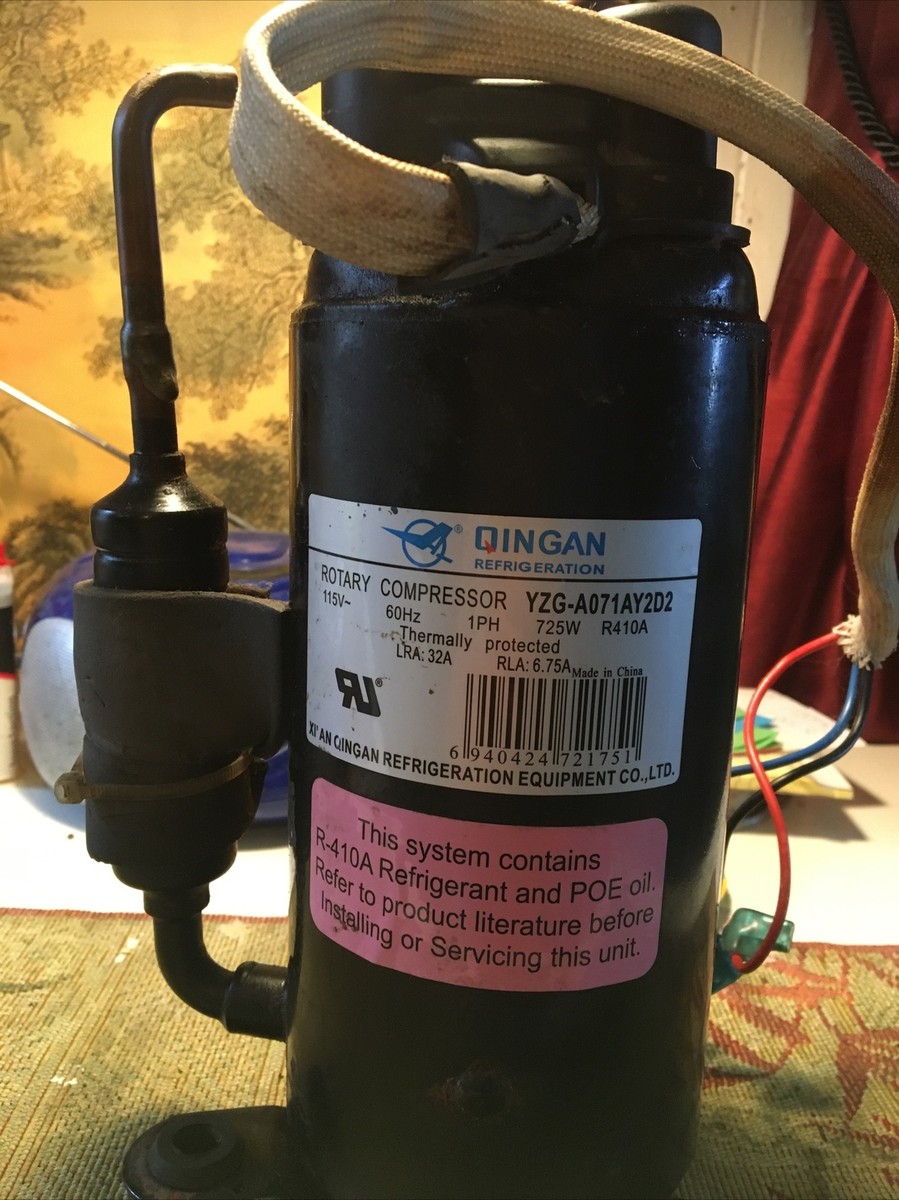 QINGAN
REFRIGERATION
ROTARY COMPRESSOR YZG-A071AY2D2
115V~ 60Hz 1PH 725W R410A
Thermally protected
LRA: 32A RLA: 6.75A
Made in China
6 940424 721751
XI'AN QINGAN REFRIGERATION EQUIPMENT CO.,LTD.
This system contains
R-410A Refrigerant and POE oil.
Refer to product literature before
Installing or Servicing this unit.